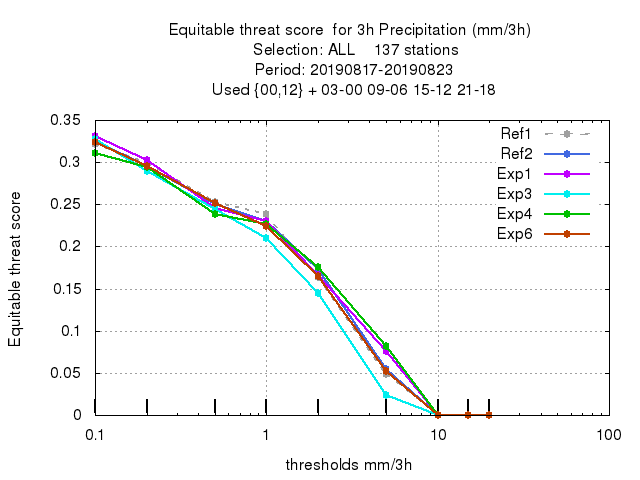 Equitable threat score  for 3h Precipitation (mm/3h)
Selection: ALL    137 stations
Period: 20190817-20190823
Used {00,12} + 03-00 09-06 15-12 21-18
Equitable threat score
0.35
0.3
0.25
0.2
0.15
0.1
0.05
0
Ref1
Ref2
Exp1
Exp3
Exp4
Exp6
0.1 1 10 100
thresholds mm/3h